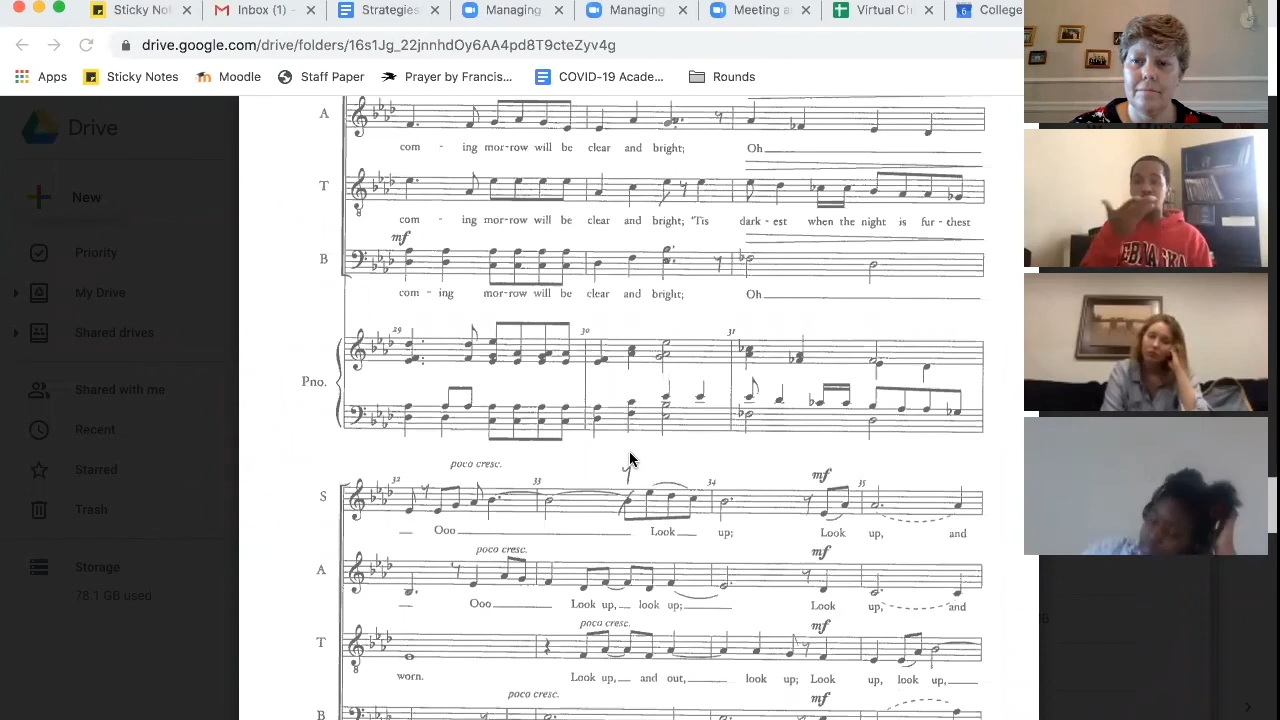 Sticky No
Inbox (1) -
Strategies
Managing
Managing
Meeting a
Virtual Ch
College
drive.google.com/drive/folders/16s1Jg_22jnnhdOy6AA4pd8T9cteZyv4g
Apps
Sticky Notes
Moodle
Staff Paper
Prayer by Francis...
COVID-19 Acade...
Rounds
Drive
New
Priority
My Drive
Shared drives
Shared with me
Recent
Starred
Trash
Storage
78.1 GB used
A
com - ing mor-row will be clear and bright; Oh
T
com - ing mor-row will be clear and bright; "Tis dark - est when the night is fur - thest
mf
B
com - ing mor-row will be clear and bright; Oh
29 30 31
Pno.
poco cresc.
32 33 34 35
mf
S
Ooo Look up; Look up, and
poco cresc.
mf
A
Ooo Look up, look up; Look up, and
poco cresc.
mf
T
worn. Look up, and out, look up; Look up, look up,
poco cresc.
mf
B